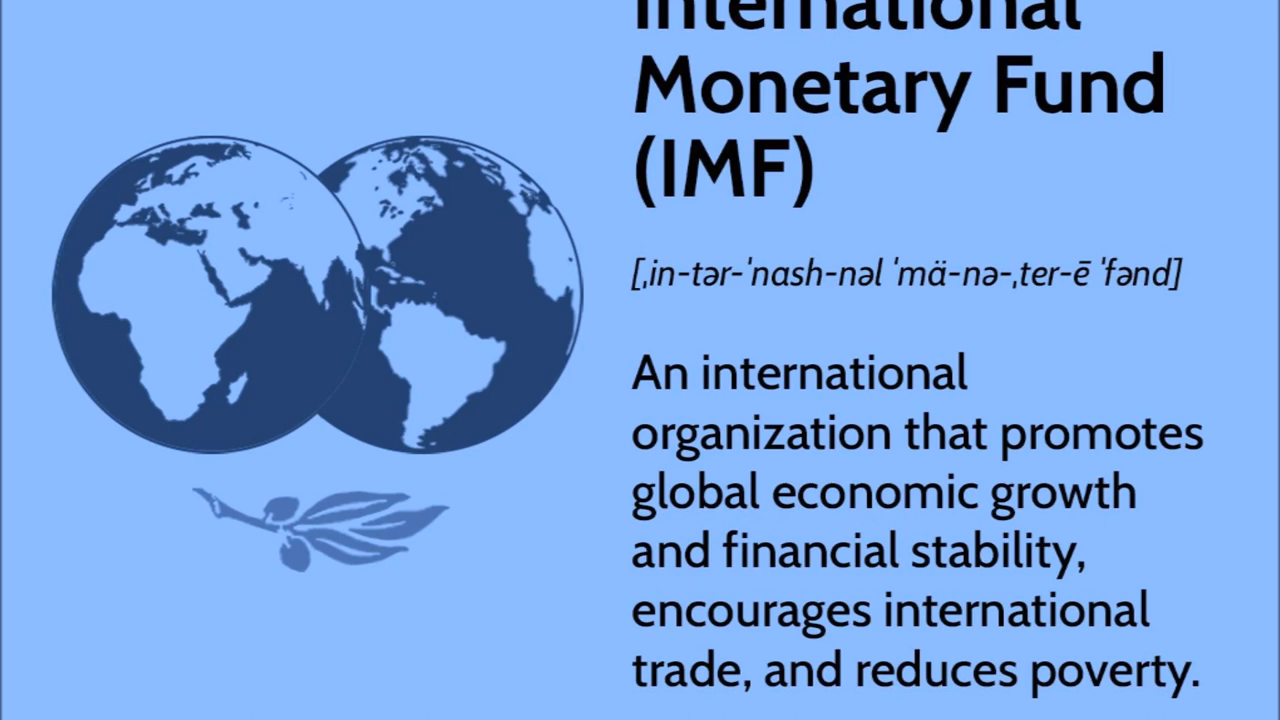 International
Monetary Fund
(IMF)
[ˌin-tər-ˈnash-nəl ˈmä-nə-ˌter-ē ˈfənd]
An international
organization that promotes
global economic growth
and financial stability,
encourages international
trade, and reduces poverty.